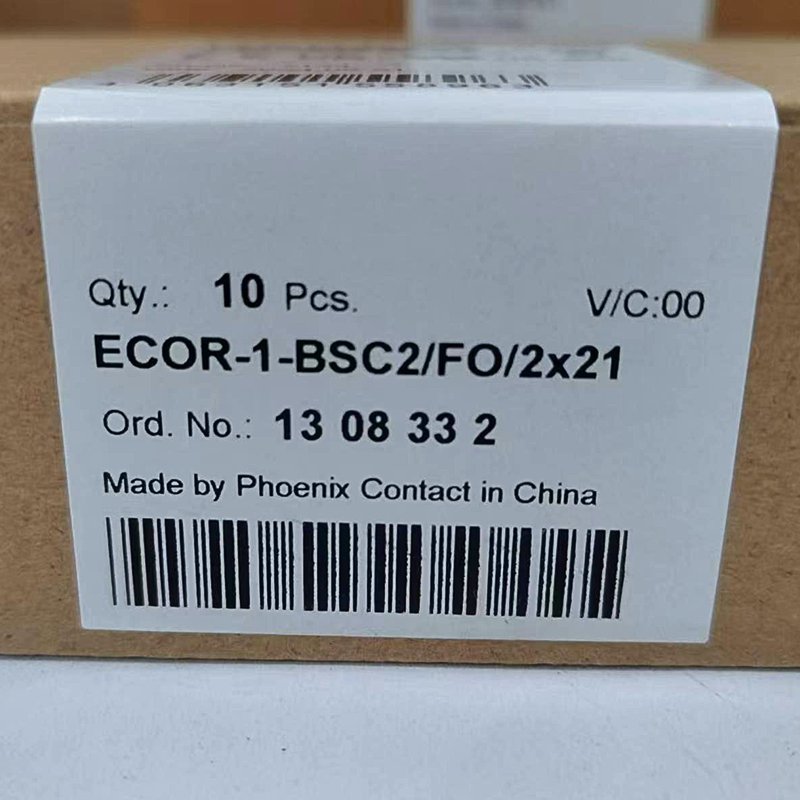 Qty.: 10 Pcs. V/C:00
ECOR-1-BSC2/FO/2x21
Ord. No.: 13 08 33 2
Made by Phoenix Contact in China